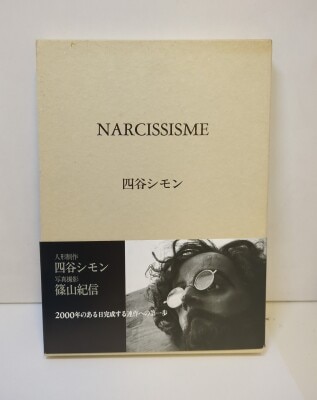 NARCISSISME
四谷シモン
人形制作
四谷シモン
写真撮影
篠山紀信
2000年のある日完成する連作への第一歩